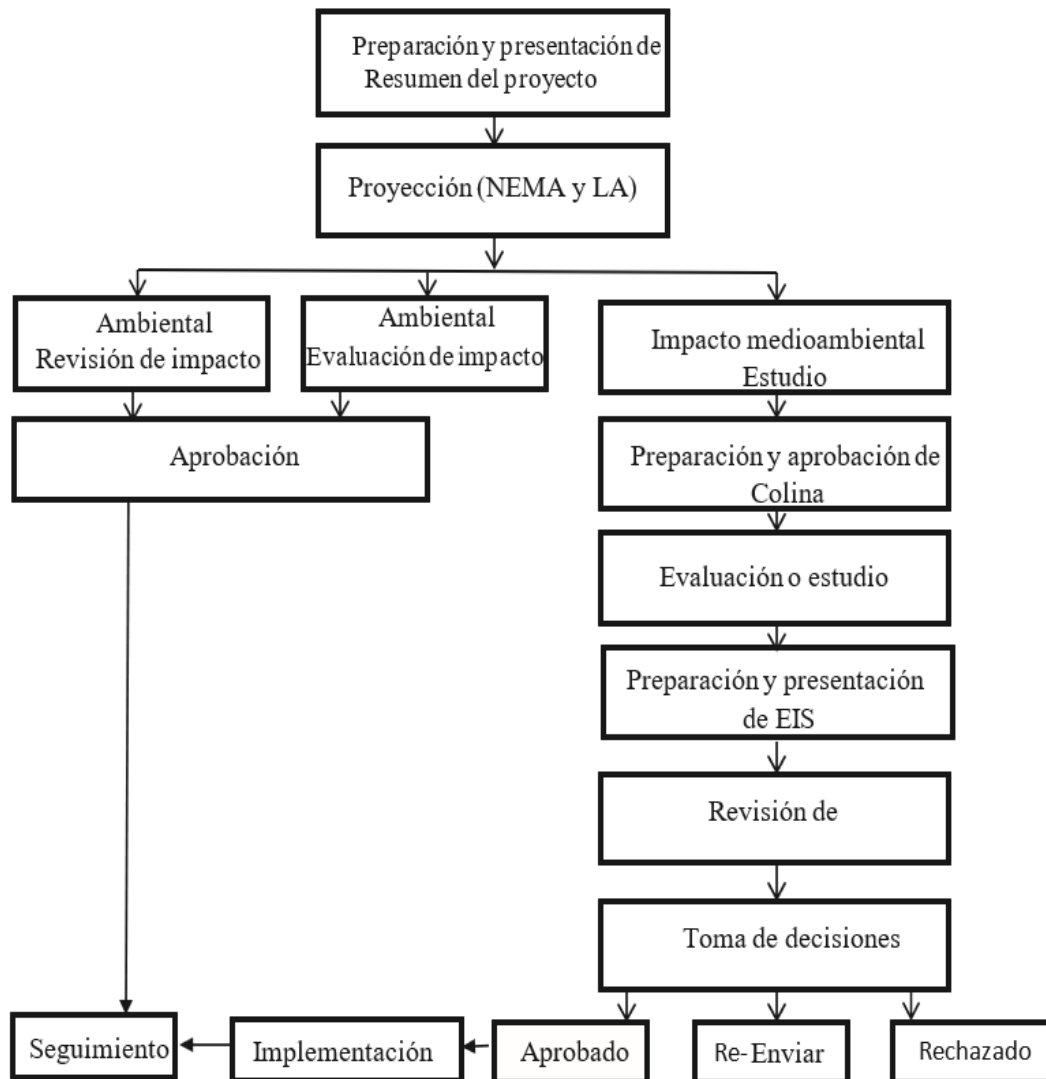 Preparación y presentación de
Resumen del proyecto
Proyección (NEMA y LA)
Ambiental
Revisión de impacto
Ambiental
Evaluación de impacto
Impacto medioambiental
Estudio
Aprobación
Preparación y aprobación de
Colina
Evaluación o estudio
Preparación y presentación
de EIS
Revisión de
Toma de decisiones
Seguimiento
Implementación
Aprobado
Re-Enviar
Rechazado